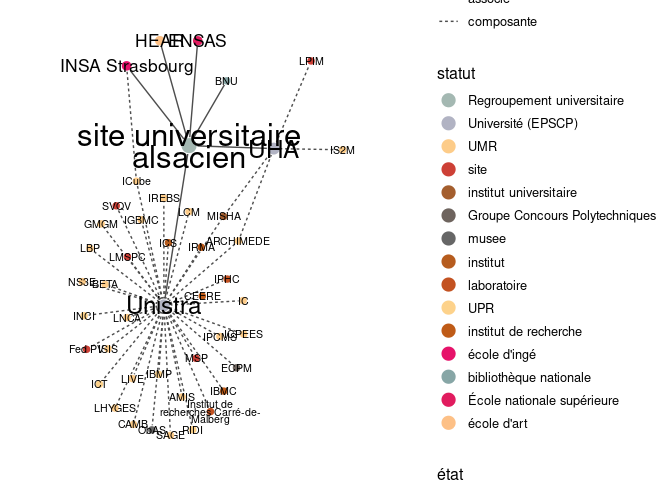 associé
composante
HEAR
ENSAS
INSA Strasbourg
LPIM
BNU
site universitaire
alsacien
UHA
IS2M
ICube
IREBS
SVQV
LCM
MISHA
GMGM
IGBMC
ICS
IRMA
ARCHIMEDE
LBP
LMSPC
IPHC
NS3E
BETA
CEERE
IC
Unistra
INCI
LNCA
IPCMS
ICPEES
Fed PV
ISIS
MSP
ECPM
ICT
LIVE
IBMP
IBMC
AMIS
LHYGES
Institut de
recherches Carré-de-
Malberg
CAMB
ObAS
SAGE
RIDI
statut
Regroupement universitaire
Université (EPSCP)
UMR
site
institut universitaire
Groupe Concours Polytechniques
musee
institut
laboratoire
UPR
institut de recherche
école d'ingé
bibliothèque nationale
École nationale supérieure
école d'art
état